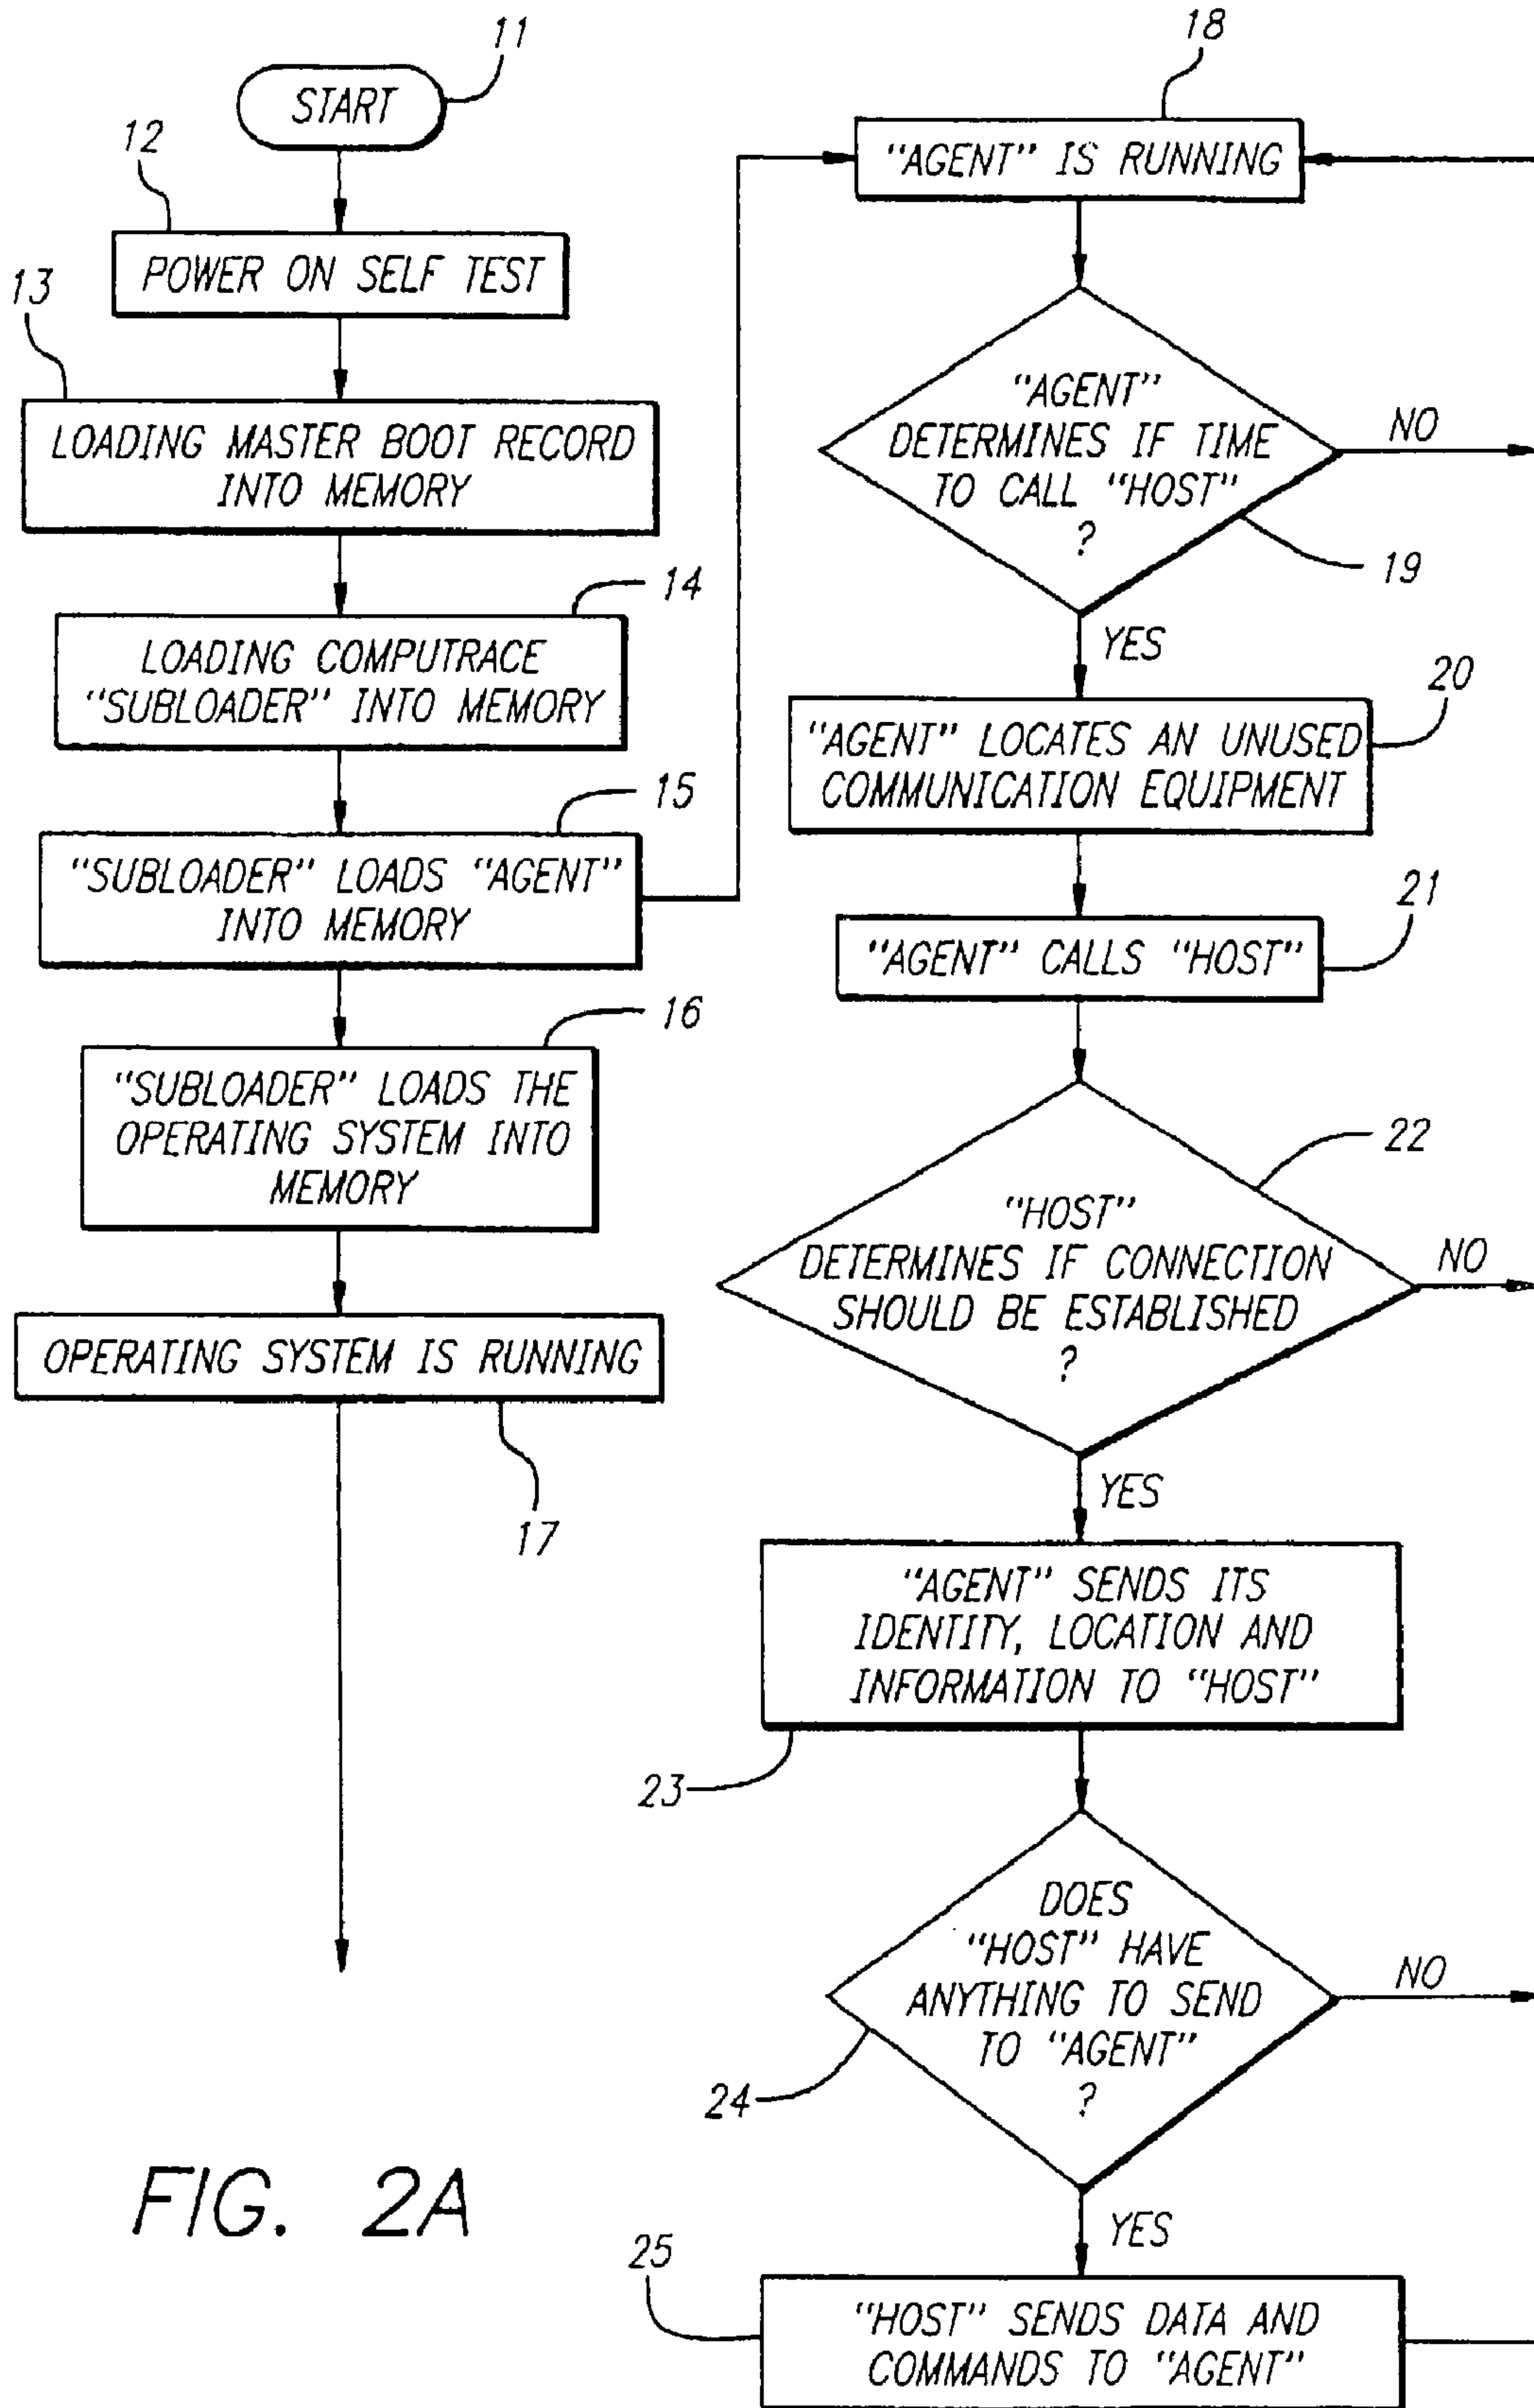 11
START
12
POWER ON SELF TEST
13
LOADING MASTER BOOT RECORD
INTO MEMORY
14
LOADING COMPUTRACE
"SUBLOADER" INTO MEMORY
15
"SUBLOADER" LOADS "AGENT"
INTO MEMORY
16
"SUBLOADER" LOADS THE
OPERATING SYSTEM INTO
MEMORY
OPERATING SYSTEM IS RUNNING
17
18
"AGENT" IS RUNNING
"AGENT"
DETERMINES IF TIME
TO CALL "HOST"
?
NO
19
YES
20
"AGENT" LOCATES AN UNUSED
COMMUNICATION EQUIPMENT
21
"AGENT" CALLS "HOST"
22
"HOST"
DETERMINES IF CONNECTION
SHOULD BE ESTABLISHED
?
NO
YES
"AGENT" SENDS ITS
IDENTITY, LOCATION AND
INFORMATION TO "HOST"
23
DOES
"HOST" HAVE
ANYTHING TO SEND
TO "AGENT"
?
NO
24
YES
25
"HOST" SENDS DATA AND
COMMANDS TO "AGENT"
FIG. 2A